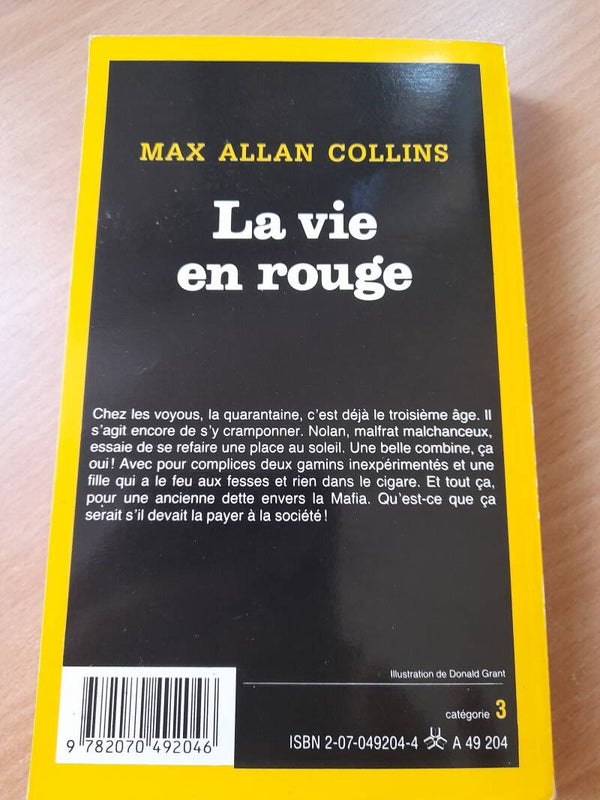 MAX ALLAN COLLINS
La vie
en rouge
Chez les voyous, la quarantaine, c'est déjà le troisième âge. Il
s'agit encore de s'y cramponner. Nolan, malfrat malchanceux,
essaie de se refaire une place au soleil. Une belle combine, ça
oui! Avec pour complices deux gamins inexpérimentés et une
fille qui a le feu aux fesses et rien dans le cigare. Et tout ça,
pour une ancienne dette envers la Mafia. Qu'est-ce que ça
serait s'il devait la payer à la société!
Illustration de Donald Grant
catégorie 3
9 782070 492046
ISBN 2-07-049204-4 A 49 204